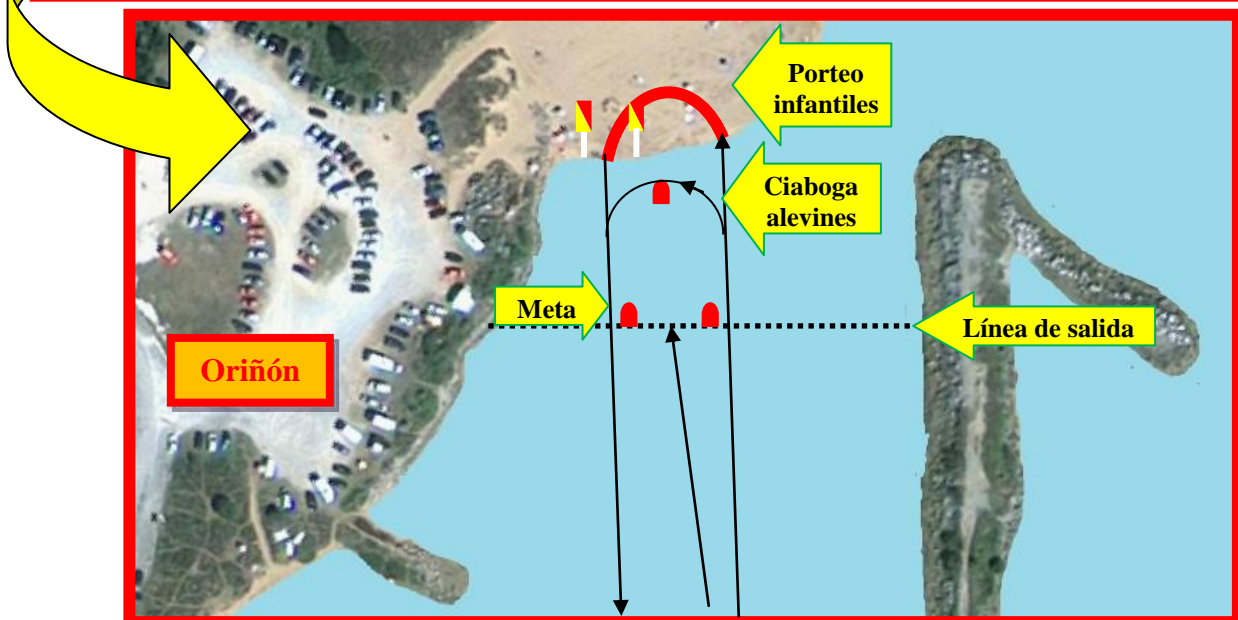 Porteo
infantiles
Ciaboga
alevines
Meta
Línea de salida
Oriñón